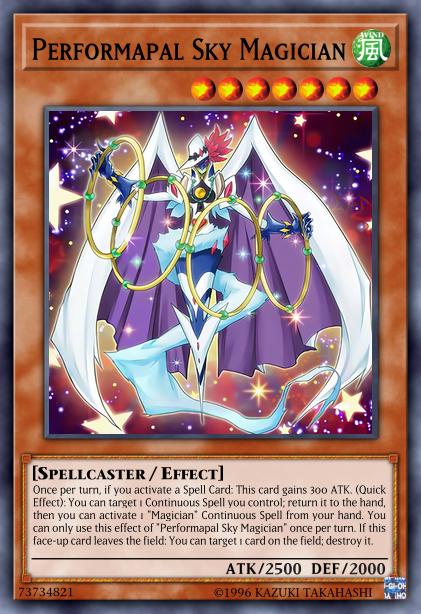 PERFORMAPAL SKY MAGICIAN
WIND
風
[SPELLCASTER / EFFECT]
Once per turn, if you activate a Spell Card: This card gains 300 ATK. (Quick
Effect): You can target 1 Continuous Spell you control; return it to the hand,
then you can activate 1 "Magician" Continuous Spell from your hand. You
can only use this effect of "Performapal Sky Magician" once per turn. If this
face-up card leaves the field: You can target 1 card on the field; destroy it.
ATK/2500 DEF/2000
73734821
©1996 KAZUKI TAKAHASHI